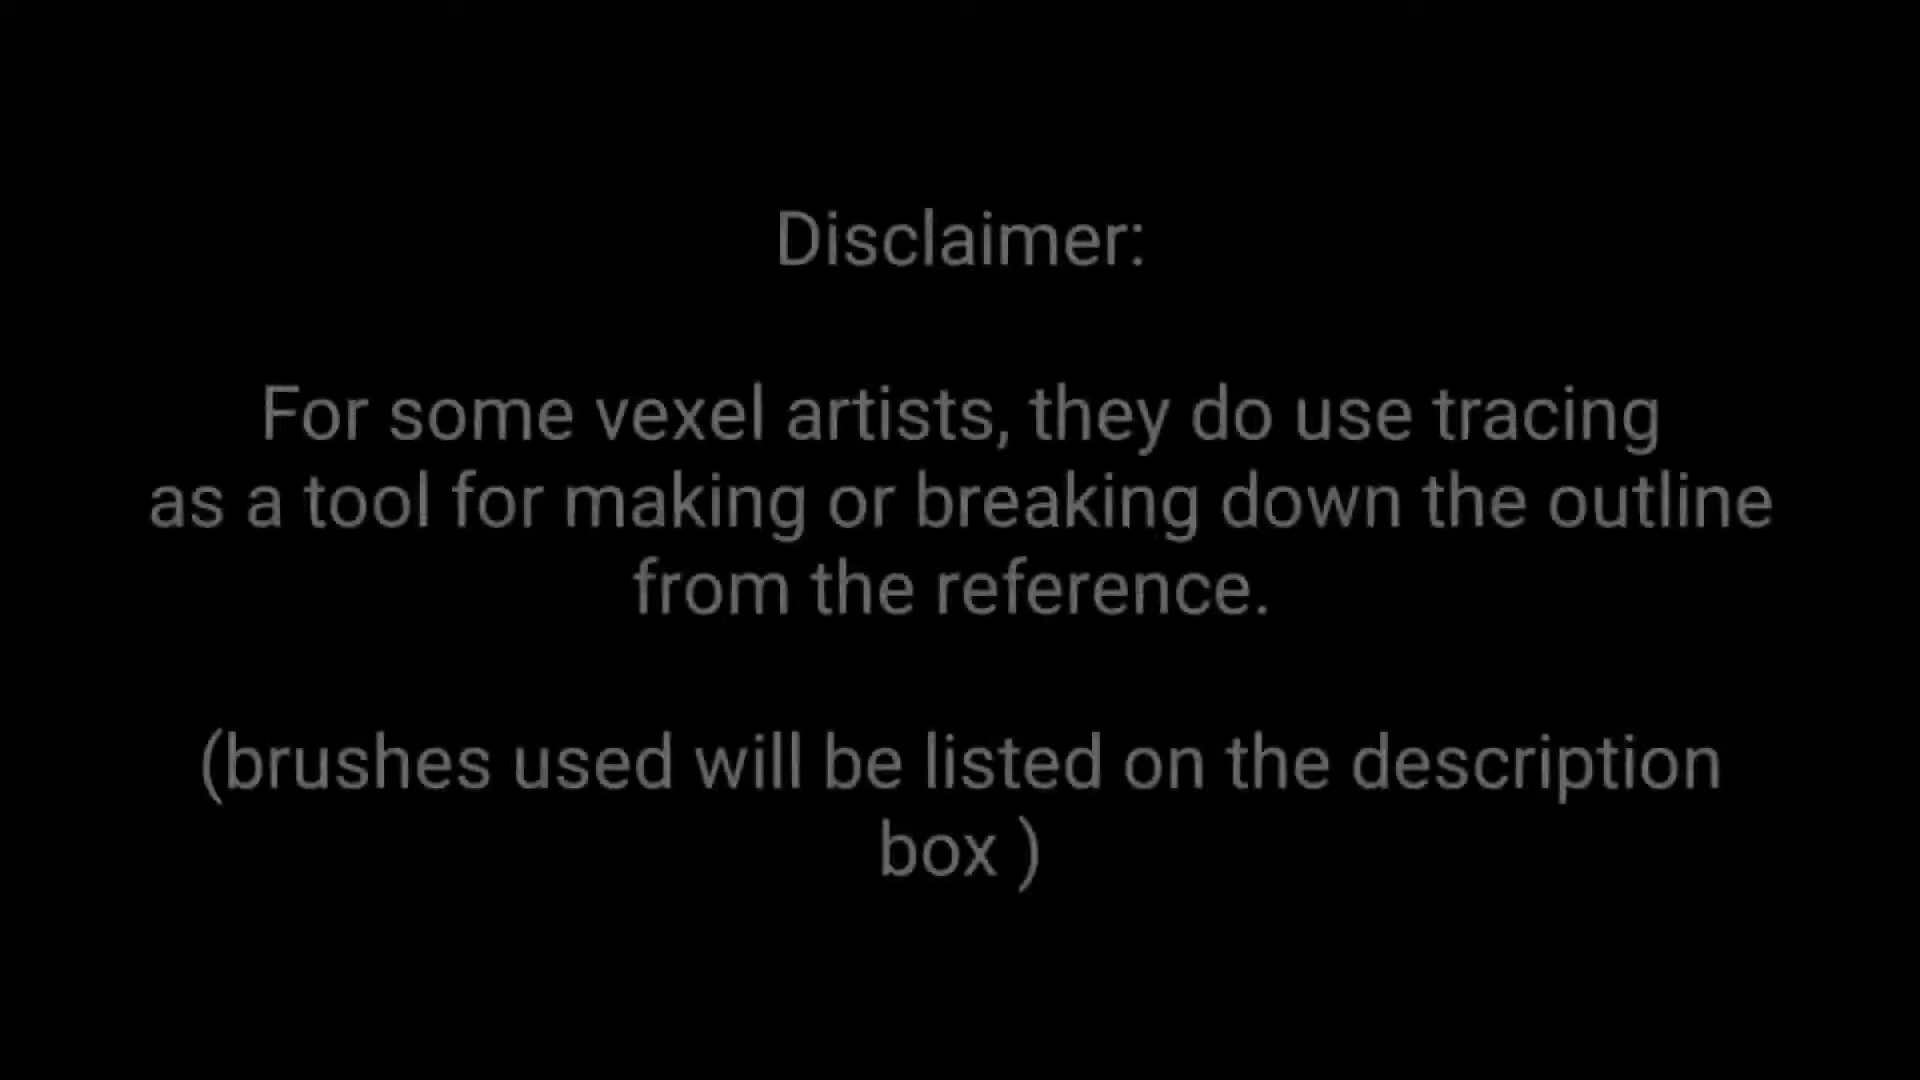 Disclaimer:
For some vexel artists, they do use tracing
as a tool for making or breaking down the outline
from the reference.
(brushes used will be listed on the description
box )